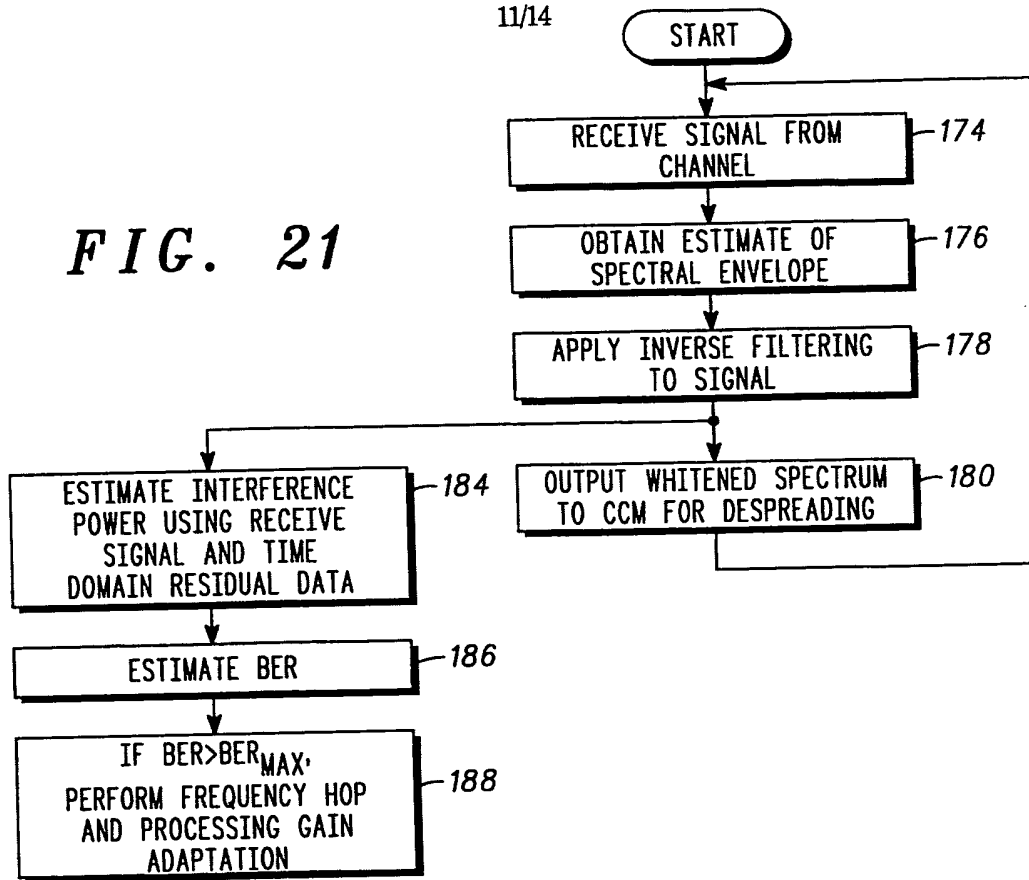 11/14
START
RECEIVE SIGNAL FROM
CHANNEL
174
FIG. 21
OBTAIN ESTIMATE OF
SPECTRAL ENVELOPE
176
APPLY INVERSE FILTERING
TO SIGNAL
178
ESTIMATE INTERFERENCE
POWER USING RECEIVE
SIGNAL AND TIME
DOMAIN RESIDUAL DATA
184
OUTPUT WHITENED SPECTRUM
TO CCM FOR DESPREADING
180
ESTIMATE BER
186
IF BER>BERMAX,
PERFORM FREQUENCY HOP
AND PROCESSING GAIN
ADAPTATION
188